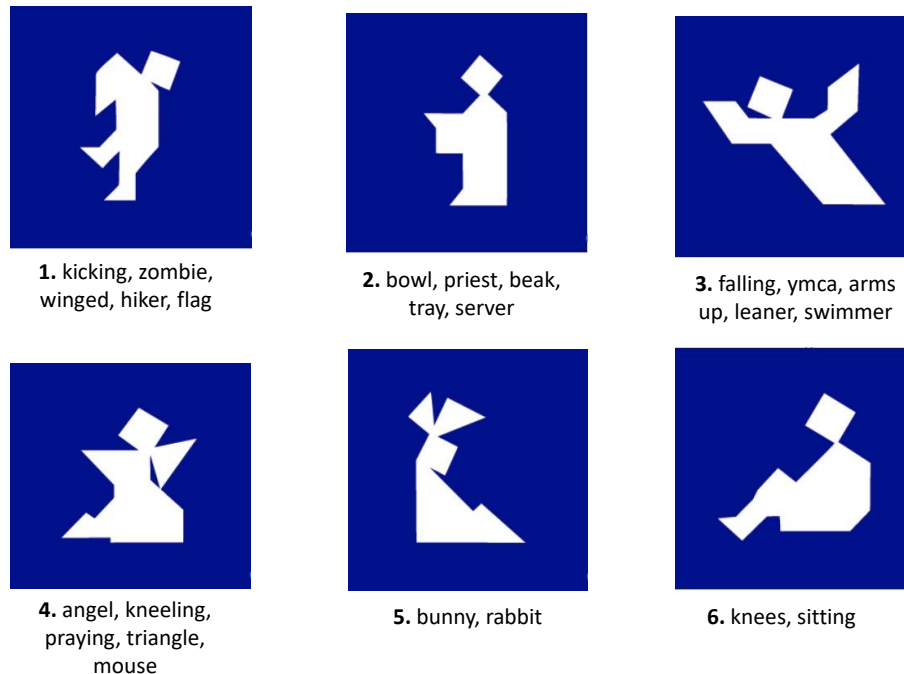 1. kicking, zombie,
winged, hiker, flag
2. bowl, priest, beak,
tray, server
3. falling, ymca, arms
up, leaner, swimmer
4. angel, kneeling,
praying, triangle,
mouse
5. bunny, rabbit
6. knees, sitting